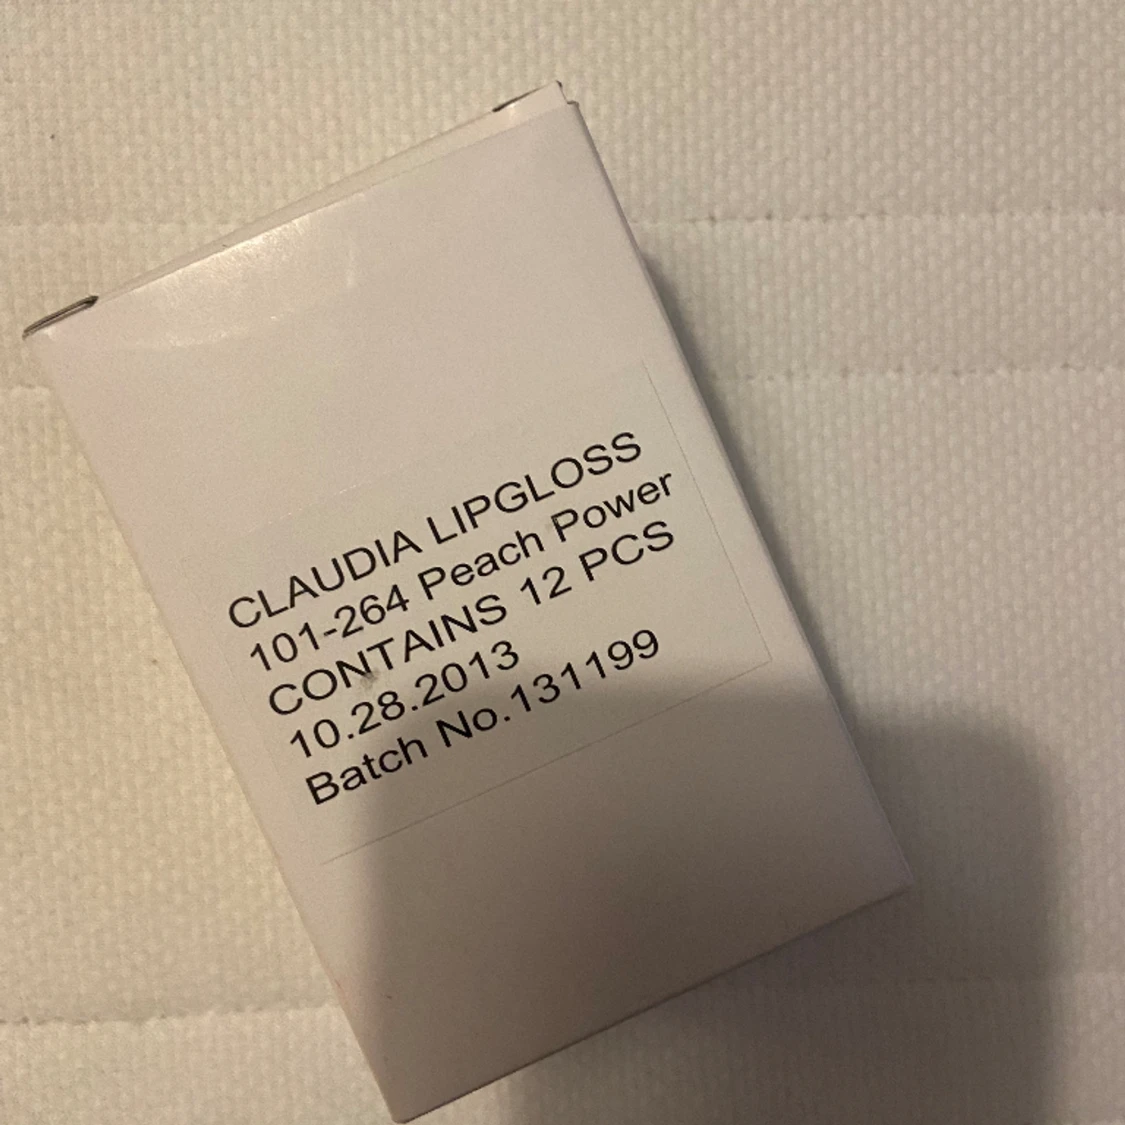 CLAUDIA LIPGLOSS
101-264 Peach Power
CONTAINS 12 PCS
10.28.2013
Batch No.131199